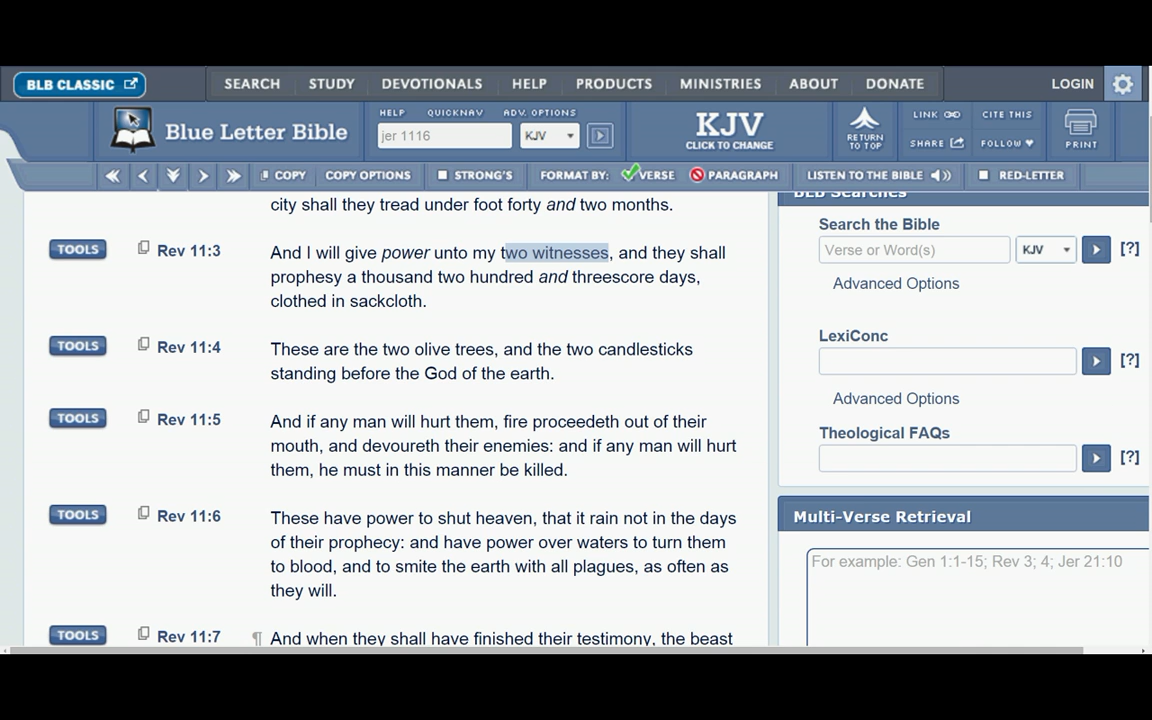 BLB CLASSIC
SEARCH STUDY DEVOTIONALS HELP PRODUCTS MINISTRIES ABOUT DONATE
LOGIN
Blue Letter Bible
HELP QUICKNAV ADV. OPTIONS
jer 1116 KJV
KJV
CLICK TO CHANGE
RETURN
TO TOP
LINK CITE THIS
SHARE FOLLOW
PRINT
COPY COPY OPTIONS STRONG'S FORMAT BY: VERSE PARAGRAPH LISTEN TO THE BIBLE RED-LETTER
city shall they tread under foot forty and two months.
TOOLS Rev 11:3 And I will give power unto my two witnesses, and they shall
prophesy a thousand two hundred and threescore days,
clothed in sackcloth.
TOOLS Rev 11:4 These are the two olive trees, and the two candlesticks
standing before the God of the earth.
TOOLS Rev 11:5 And if any man will hurt them, fire proceedeth out of their
mouth, and devoureth their enemies: and if any man will hurt
them, he must in this manner be killed.
TOOLS Rev 11:6 These have power to shut heaven, that it rain not in the days
of their prophecy: and have power over waters to turn them
to blood, and to smite the earth with all plagues, as often as
they will.
TOOLS Rev 11:7 ¶ And when they shall have finished their testimony, the beast
BLB Searches
Search the Bible
Verse or Word(s) KJV [?]
Advanced Options
LexiConc
[?]
Advanced Options
Theological FAQs
[?]
Multi-Verse Retrieval
For example: Gen 1:1-15; Rev 3; 4; Jer 21:10